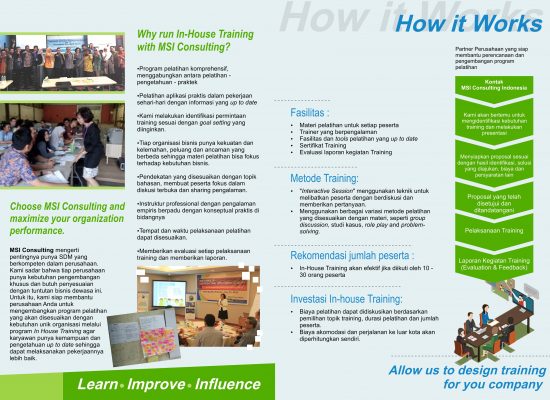 Why run In-House Training
with MSI Consulting?
•Program pelatihan komprehensif,
menggabungkan antara pelatihan -
pengetahuan - praktek
•Pelatihan aplikasi praktis dalam pekerjaan
sehari-hari dengan informasi yang up to date
•Kami melakukan identifikasi permintaan
training sesuai dengan goal setting yang
diinginkan.
•Tiap organisasi bisnis punya kekuatan dan
kelemahan, peluang dan ancaman yang
berbeda sehingga materi pelatihan bisa fokus
terhadap kebutuhan bisnis.
•Pendekatan yang disesuaikan dengan topik
bahasan, membuat peserta fokus dalam
diskusi terbuka dan sharing pengalaman.
•Instruktur professional dengan pengalaman
empiris berpadu dengan konseptual praktis di
bidangnya
•Tempat dan waktu pelaksanaan pelatihan
dapat disesuaikan.
•Memberikan evaluasi setiap pelaksanaan
training dan memberikan laporan.
Choose MSI Consulting and
maximize your organization
performance.
MSI Consulting mengerti
pentingnya punya SDM yang
berkompeten dalam perusahaan.
Kami sadar bahwa tiap perusahaan
punya kebutuhan pengembangan
khusus dan butuh penyesuaian
dengan tuntutan bisnis dewasa ini.
Untuk itu, kami siap membantu
perusahaan Anda untuk
mengembangkan program pelatihan
yang akan disesuaikan dengan
kebutuhan unik organisasi melalui
program In House Training agar
karyawan punya kemampuan dan
pengetahuan up to date sehingga
dapat melaksanakan pekerjaannya
lebih baik.
Learn • Improve • Influence
How it Works
How it Works
Partner Perusahaan yang siap
membantu perencanaan dan
pengembangan program
pelatihan
Kontak
MSI Consulting Indonesia
Kami akan bertemu untuk
mengidentifikasi kebutuhan
training dan melakukan
presentasi
Menyiapkan proposal sesuai
dengan hasil identifikasi, solusi
yang diajukan, biaya dan
persyaratan lain
Proposal yang telah
disetujui dan
ditandatangani
Pelaksanaan Training
Laporan Kegiatan Training
(Evaluation & Feedback)
Fasilitas :
• Materi pelatihan untuk setiap peserta
• Trainer yang berpengalaman
• Fasilitas dan tools pelatihan yang up to date
• Sertifikat Training
• Evaluasi laporan kegiatan Training
Metode Training:
• "Interactive Session" menggunakan teknik untuk
melibatkan peserta dengan berdiskusi dan
memberikan pertanyaan.
• Menggunakan berbagai variasi metode pelatihan
yang disesuaikan dengan materi, seperti group
discussion, studi kasus, role play dan problem-
solving.
Rekomendasi jumlah peserta :
• In-House Training akan efektif jika diikuti oleh 10 -
30 orang peserta
Investasi In-house Training:
• Biaya pelatihan dapat didiskusikan berdasarkan
pemilihan topik training, durasi pelatihan dan jumlah
peserta.
• Biaya akomodasi dan perjalanan ke luar kota akan
diperhitungkan sendiri.
Allow us to design training
for you company